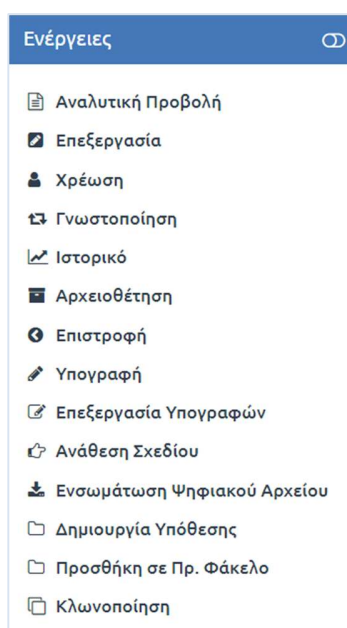 Ενέργειες
Αναλυτική Προβολή
Επεξεργασία
Χρέωση
Γνωστοποίηση
Ιστορικό
Αρχειοθέτηση
Επιστροφή
Υπογραφή
Επεξεργασία Υπογραφών
Ανάθεση Σχεδίου
Ενσωμάτωση Ψηφιακού Αρχείου
Δημιουργία Υπόθεσης
Προσθήκη σε Πρ. Φάκελο
Κλωνοποίηση